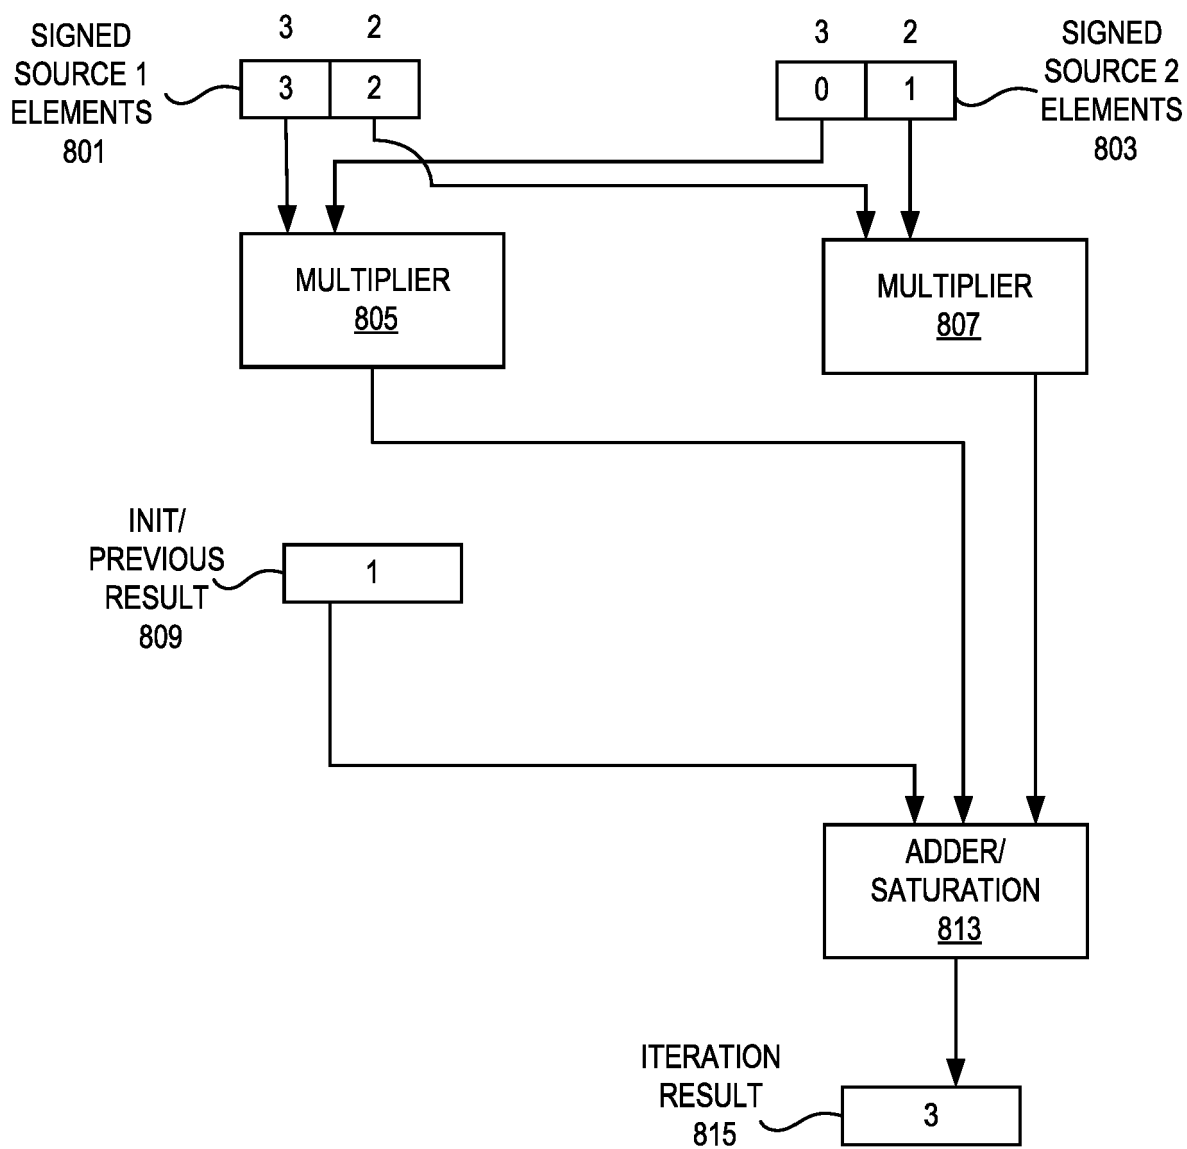 3 2
SIGNED
SOURCE 1
ELEMENTS
801
3 2
3 2
SIGNED
SOURCE 2
ELEMENTS
803
0 1
MULTIPLIER
805
MULTIPLIER
807
INIT/
PREVIOUS
RESULT
809
1
ADDER/
SATURATION
813
ITERATION
RESULT
815
3